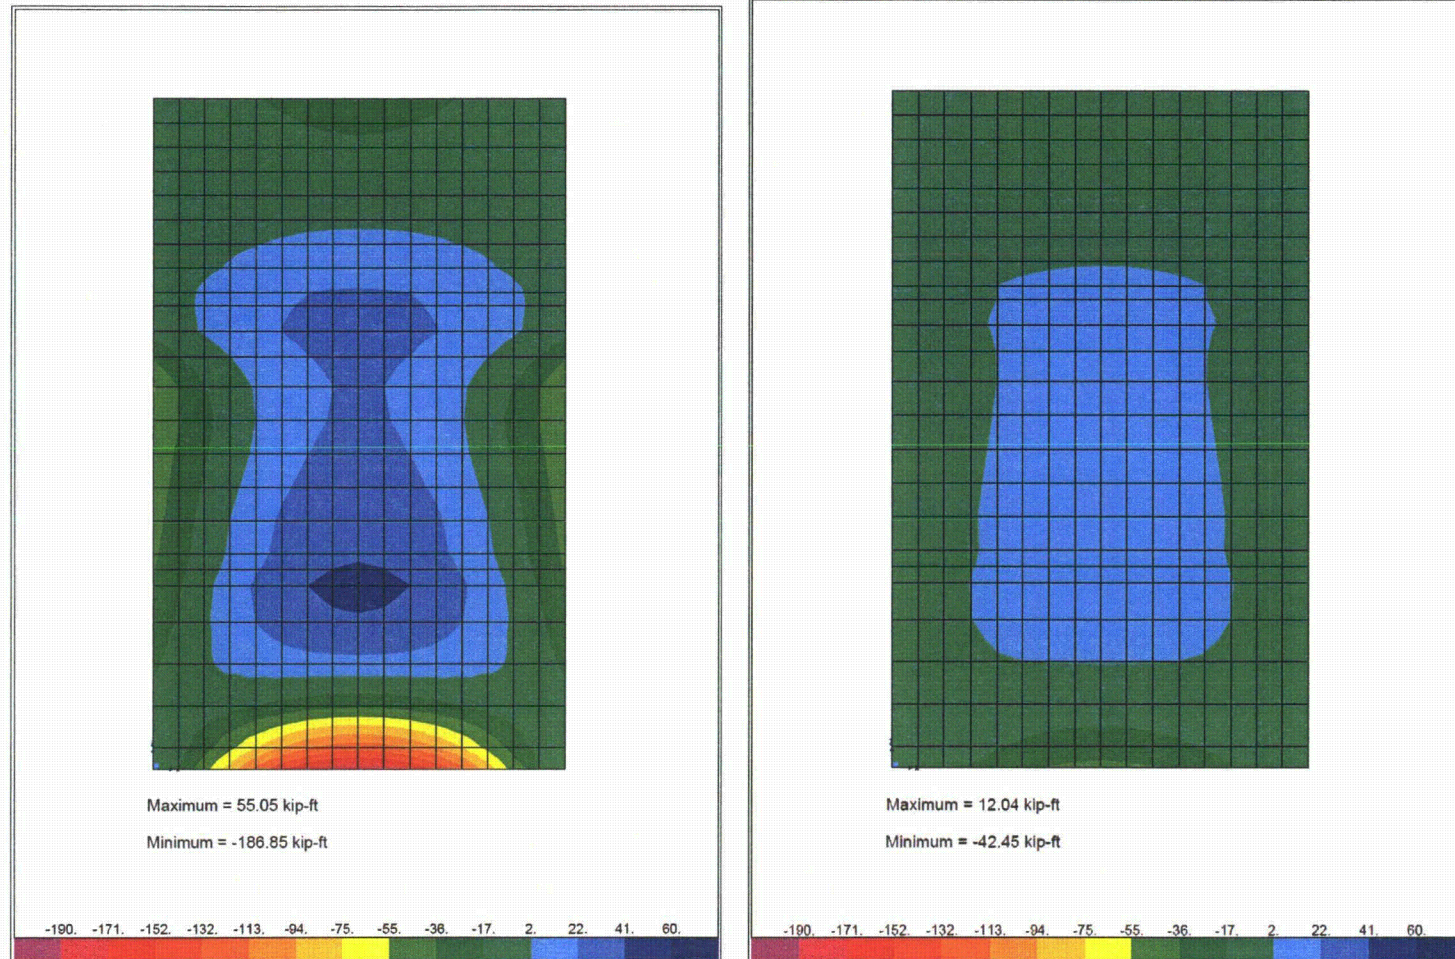 Maximum = 55.05 kip-ft
Minimum = -186.85 kip-ft
-190. -171. -152. -132. -113. -94. -75. -55. -36. -17. 2. 22. 41. 60.
Maximum = 12.04 kip-ft
Minimum = -42.45 kip-ft
-190. -171. -152. -132. -113. -94. -75. -55. -36. -17. 2. 22. 41. 60.